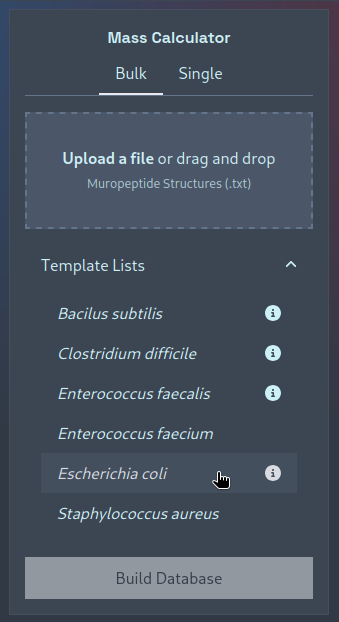 Mass Calculator
Bulk Single
Upload a file or drag and drop
Muropeptide Structures (.txt)
Template Lists
Bacilus subtilis
Clostridium difficile
Enterococcus faecalis
Enterococcus faecium
Escherichia coli
Staphylococcus aureus
Build Database